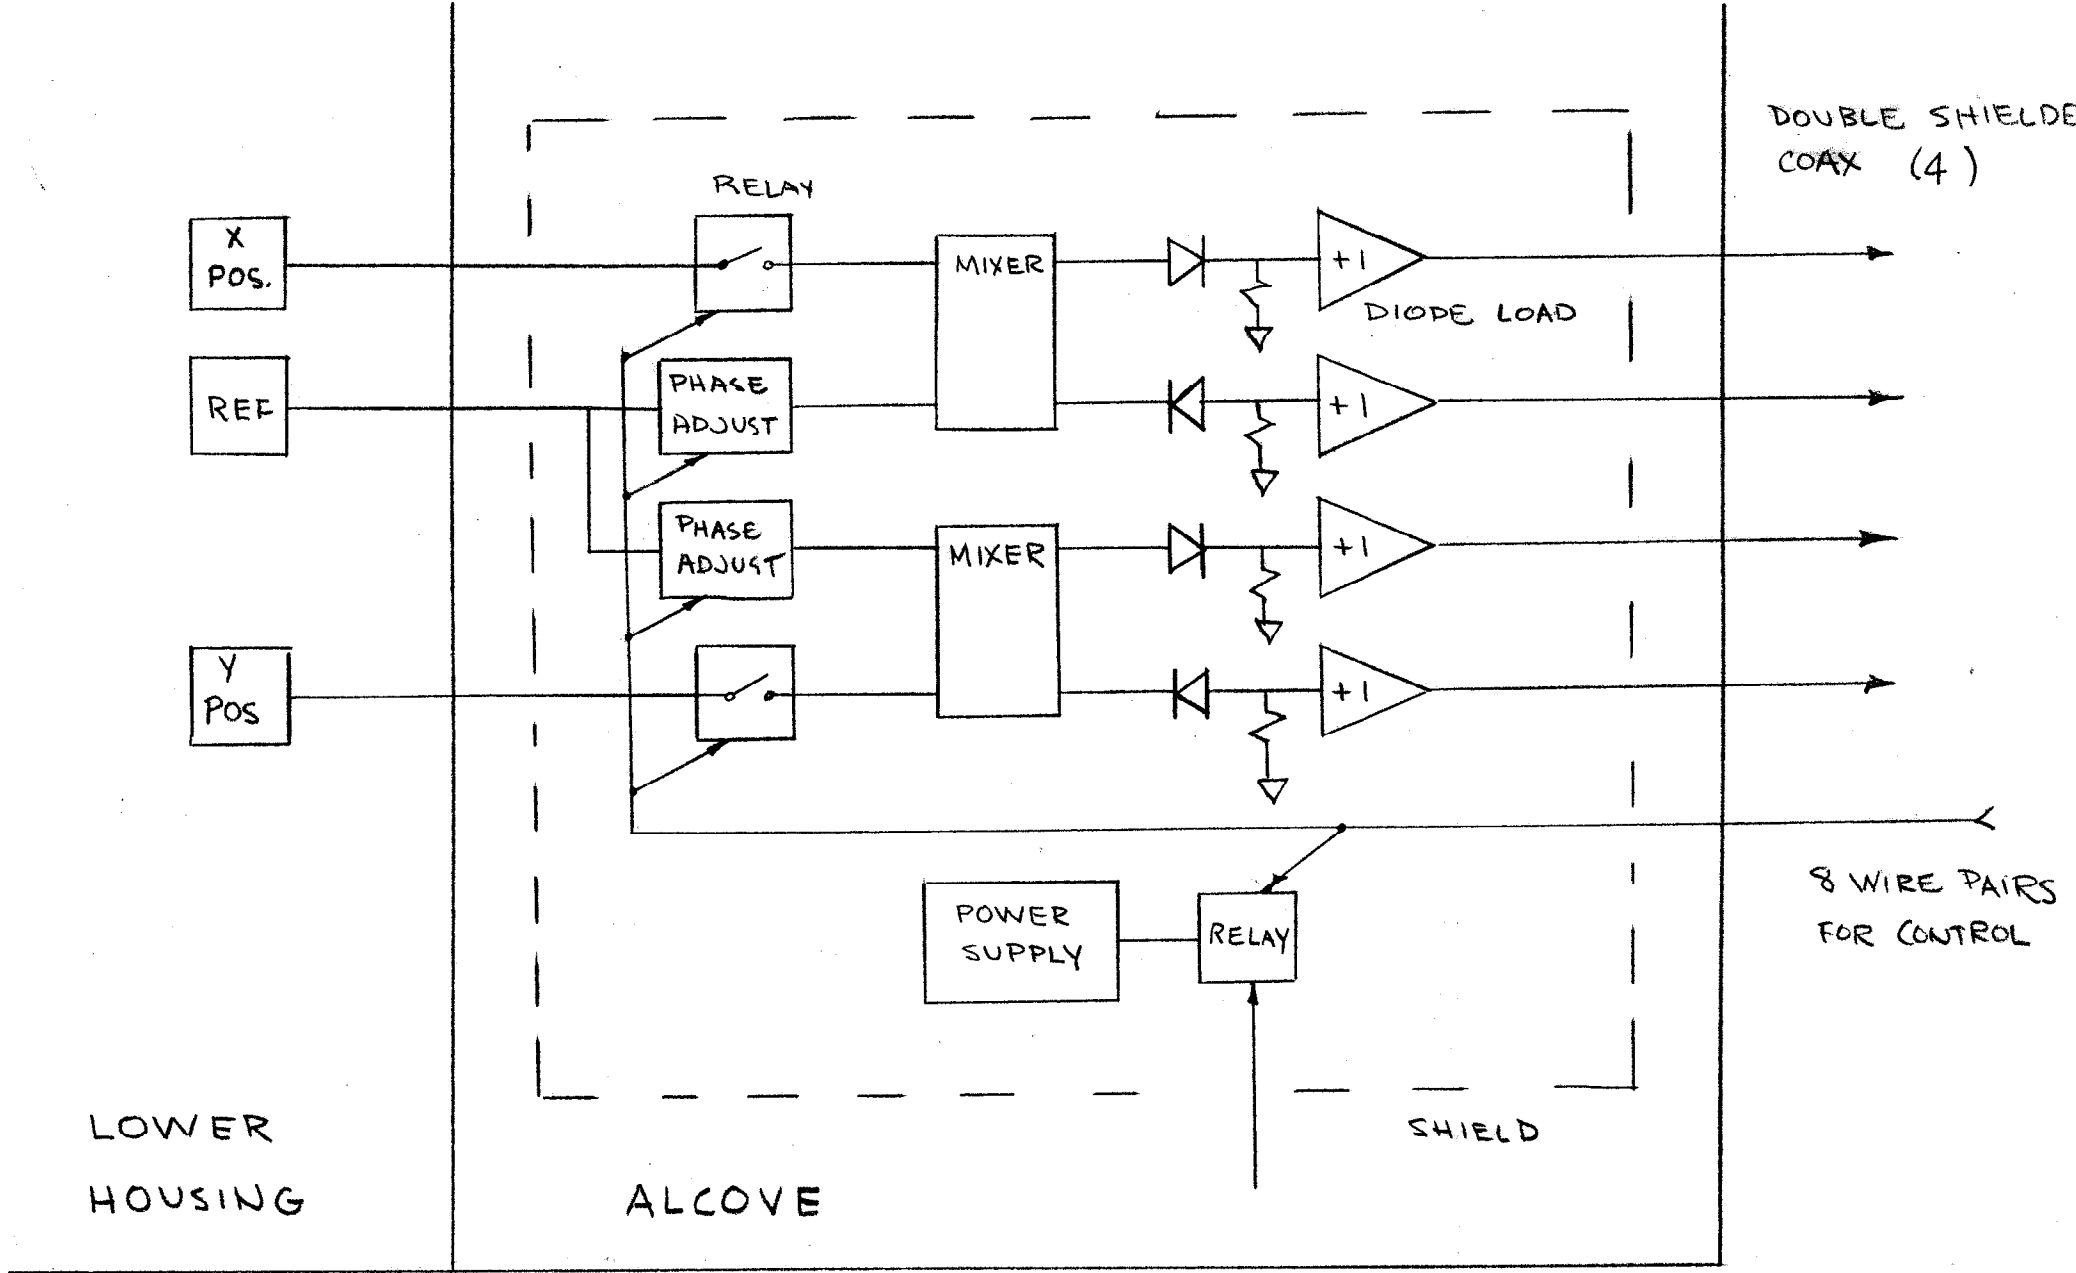 DOUBLE SHIELDE
COAX (4)
RELAY
X
POS.
MIXER
+1
DIODE LOAD
REF
PHASE
ADJUST
+1
PHASE
ADJUST
MIXER
+1
Y
POS
+1
8 WIRE PAIRS
FOR CONTROL
POWER
SUPPLY
RELAY
SHIELD
LOWER
HOUSING
ALCOVE